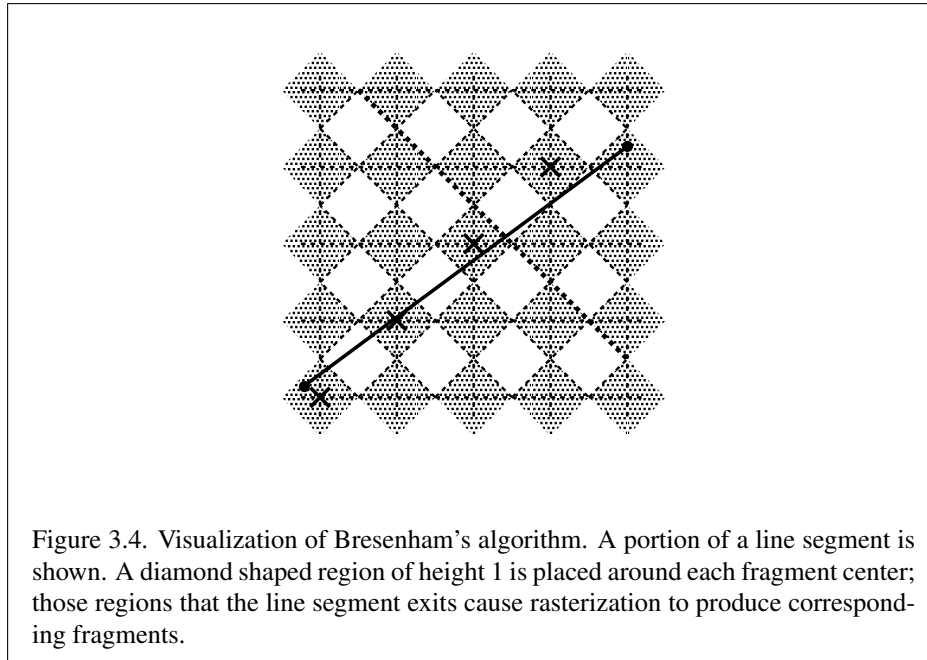 Figure 3.4. Visualization of Bresenham's algorithm. A portion of a line segment is
shown. A diamond shaped region of height 1 is placed around each fragment center;
those regions that the line segment exits cause rasterization to produce correspond-
ing fragments.